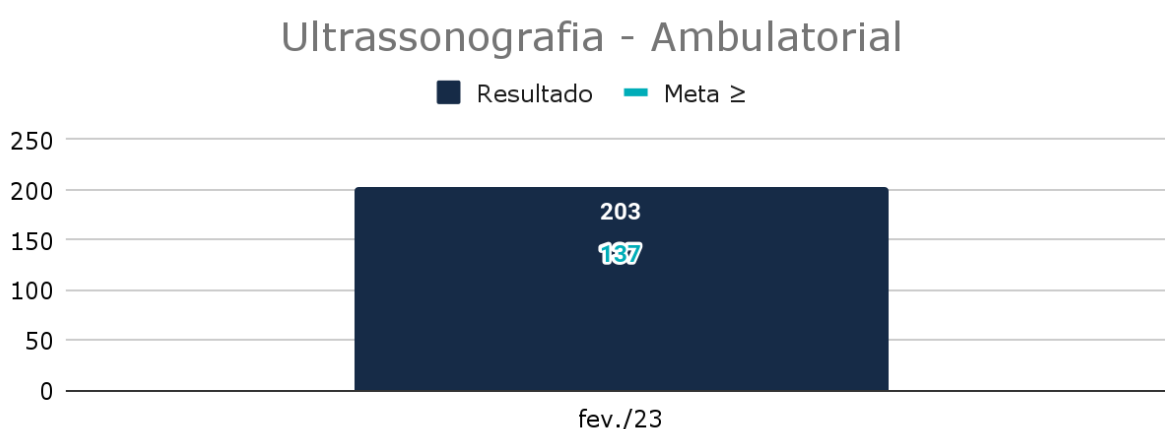 Ultrassonografia - Ambulatorial
Resultado Meta ≥
250
200
203
150
137
100
50
0
fev./23